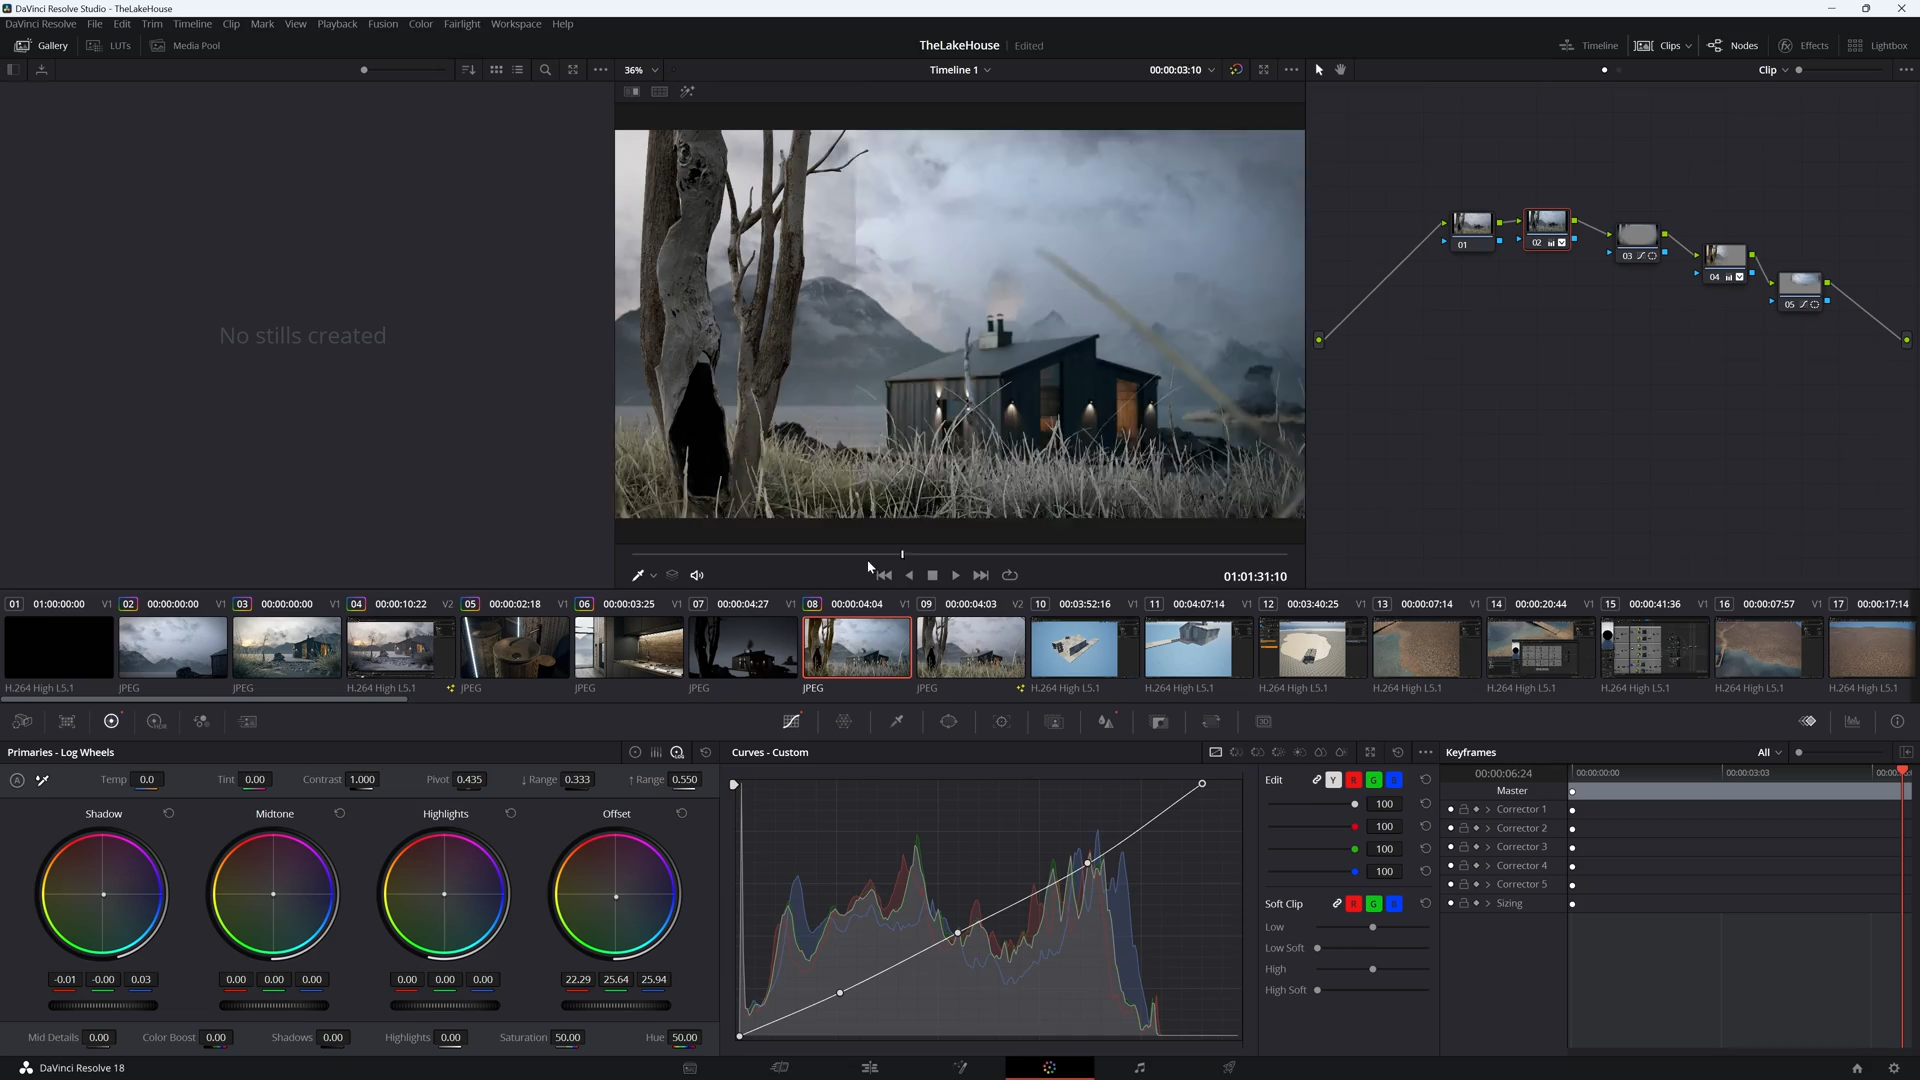 DaVinci Resolve Studio - TheLakeHouse
DaVinci Resolve File Edit Trim Timeline Clip Mark View Playback Fusion Color Fairlight Workspace Help
Gallery LUTs Media Pool TheLakeHouse Edited Timeline Clips Nodes Effects Lightbox
36% Timeline 1 00:00:03:10 Clip
No stills created
01
02
03
04
05
01:01:31:10
01 01:00:00:00 V1 02 00:00:00:00 V1 03 00:00:00:00 V1 04 00:00:10:22 V2 05 00:00:02:18 V1 06 00:00:03:25 V1 07 00:00:04:27 V1 08 00:00:04:04 V1 09 00:00:04:03 V2 10 00:03:52:16 V1 11 00:04:07:14 V1 12 00:03:40:25 V1 13 00:00:07:14 V1 14 00:00:20:44 V1 15 00:00:41:36 V1 16 00:00:07:57 V1 17 00:00:17:14
H.264 High L5.1 JPEG JPEG H.264 High L5.1 JPEG JPEG JPEG JPEG JPEG H.264 High L5.1 H.264 High L5.1 H.264 High L5.1 H.264 High L5.1 H.264 High L5.1 H.264 High L5.1 H.264 High L5.1 H.264 High L5.1
HDR
3D
Primaries - Log Wheels Curves - Custom Keyframes All
A Temp 0.0 Tint 0.00 Contrast 1.000 Pivot 0.435 ↓ Range 0.333 ↑ Range 0.550
Shadow Midtone Highlights Offset
-0.01 -0.00 0.03 0.00 0.00 0.00 0.00 0.00 0.00 22.29 25.64 25.94
Mid Details 0.00 Color Boost 0.00 Shadows 0.00 Highlights 0.00 Saturation 50.00 Hue 50.00
Edit Y R G B
100
100
100
100
Soft Clip R G B
Low
Low Soft
High
High Soft
00:00:06:24 00:00:00:00 00:00:03:03
Master
Corrector 1
Corrector 2
Corrector 3
Corrector 4
Corrector 5
Sizing
DaVinci Resolve 18